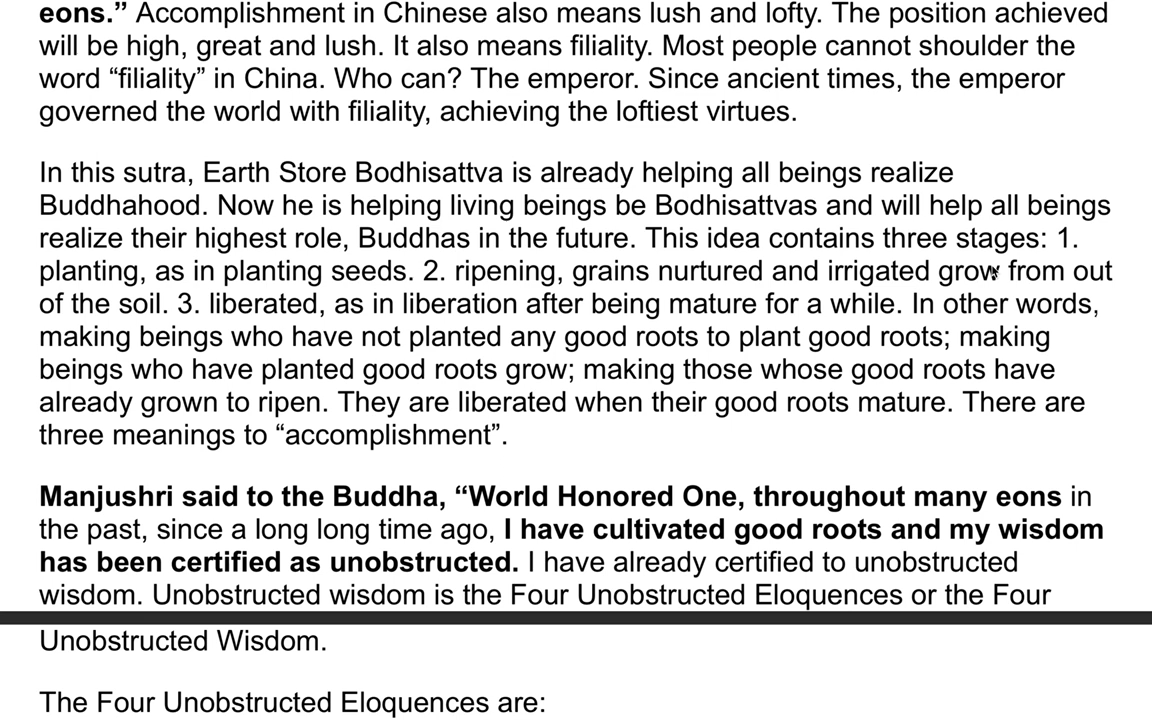 eons.” Accomplishment in Chinese also means lush and lofty. The position achieved
will be high, great and lush. It also means filiality. Most people cannot shoulder the
word “filiality” in China. Who can? The emperor. Since ancient times, the emperor
governed the world with filiality, achieving the loftiest virtues.
In this sutra, Earth Store Bodhisattva is already helping all beings realize
Buddhahood. Now he is helping living beings be Bodhisattvas and will help all beings
realize their highest role, Buddhas in the future. This idea contains three stages: 1.
planting, as in planting seeds. 2. ripening, grains nurtured and irrigated grow from out
of the soil. 3. liberated, as in liberation after being mature for a while. In other words,
making beings who have not planted any good roots to plant good roots; making
beings who have planted good roots grow; making those whose good roots have
already grown to ripen. They are liberated when their good roots mature. There are
three meanings to “accomplishment”.
Manjushri said to the Buddha, “World Honored One, throughout many eons in
the past, since a long long time ago, I have cultivated good roots and my wisdom
has been certified as unobstructed. I have already certified to unobstructed
wisdom. Unobstructed wisdom is the Four Unobstructed Eloquences or the Four
Unobstructed Wisdom.
The Four Unobstructed Eloquences are: